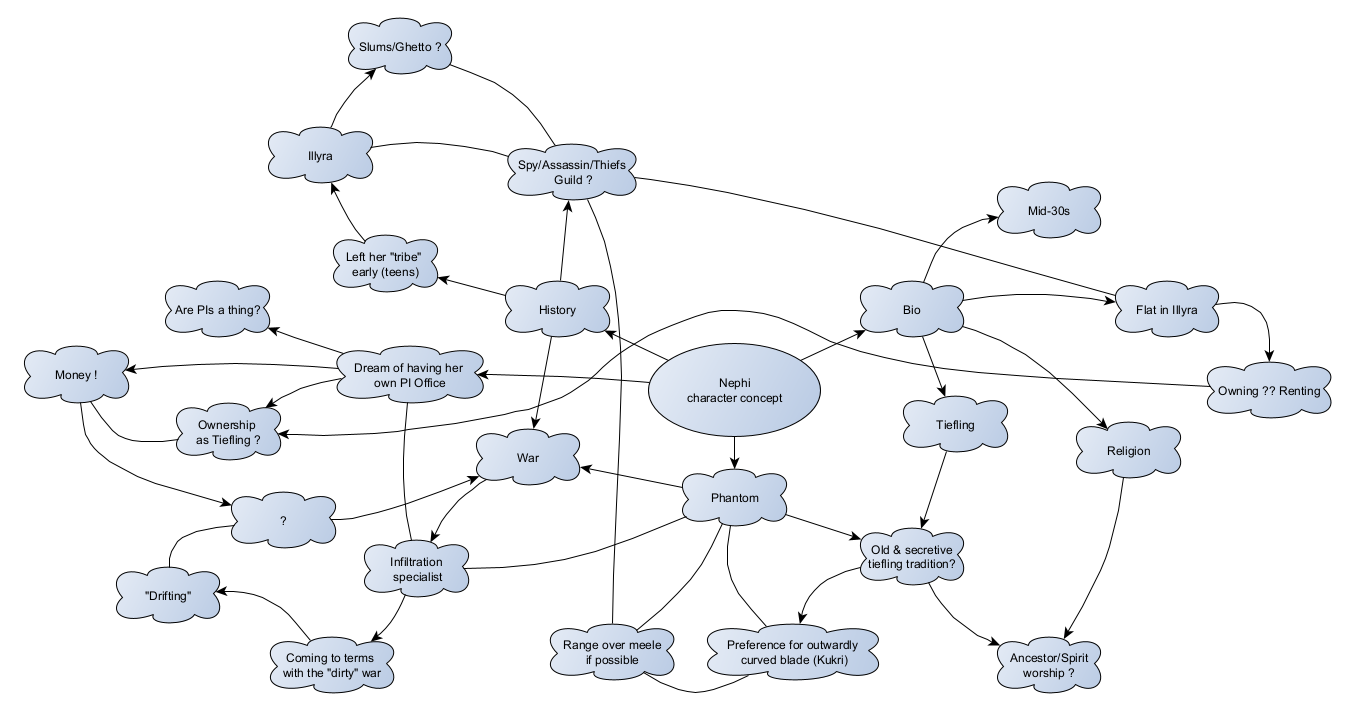 Slums/Ghetto ?
Illyra
Spy/Assassin/Thiefs
Guild ?
Mid-30s
Left her "tribe"
early (teens)
Are PIs a thing?
History
Bio
Flat in Illyra
Money !
Dream of having her
own PI Office
Nephi
character concept
Owning ?? Renting
Ownership
as Tiefling ?
Tiefling
War
Religion
Phantom
?
Infiltration
specialist
Old & secretive
tiefling tradition?
"Drifting"
Coming to terms
with the "dirty" war
Range over meele
if possible
Preference for outwardly
curved blade (Kukri)
Ancestor/Spirit
worship ?